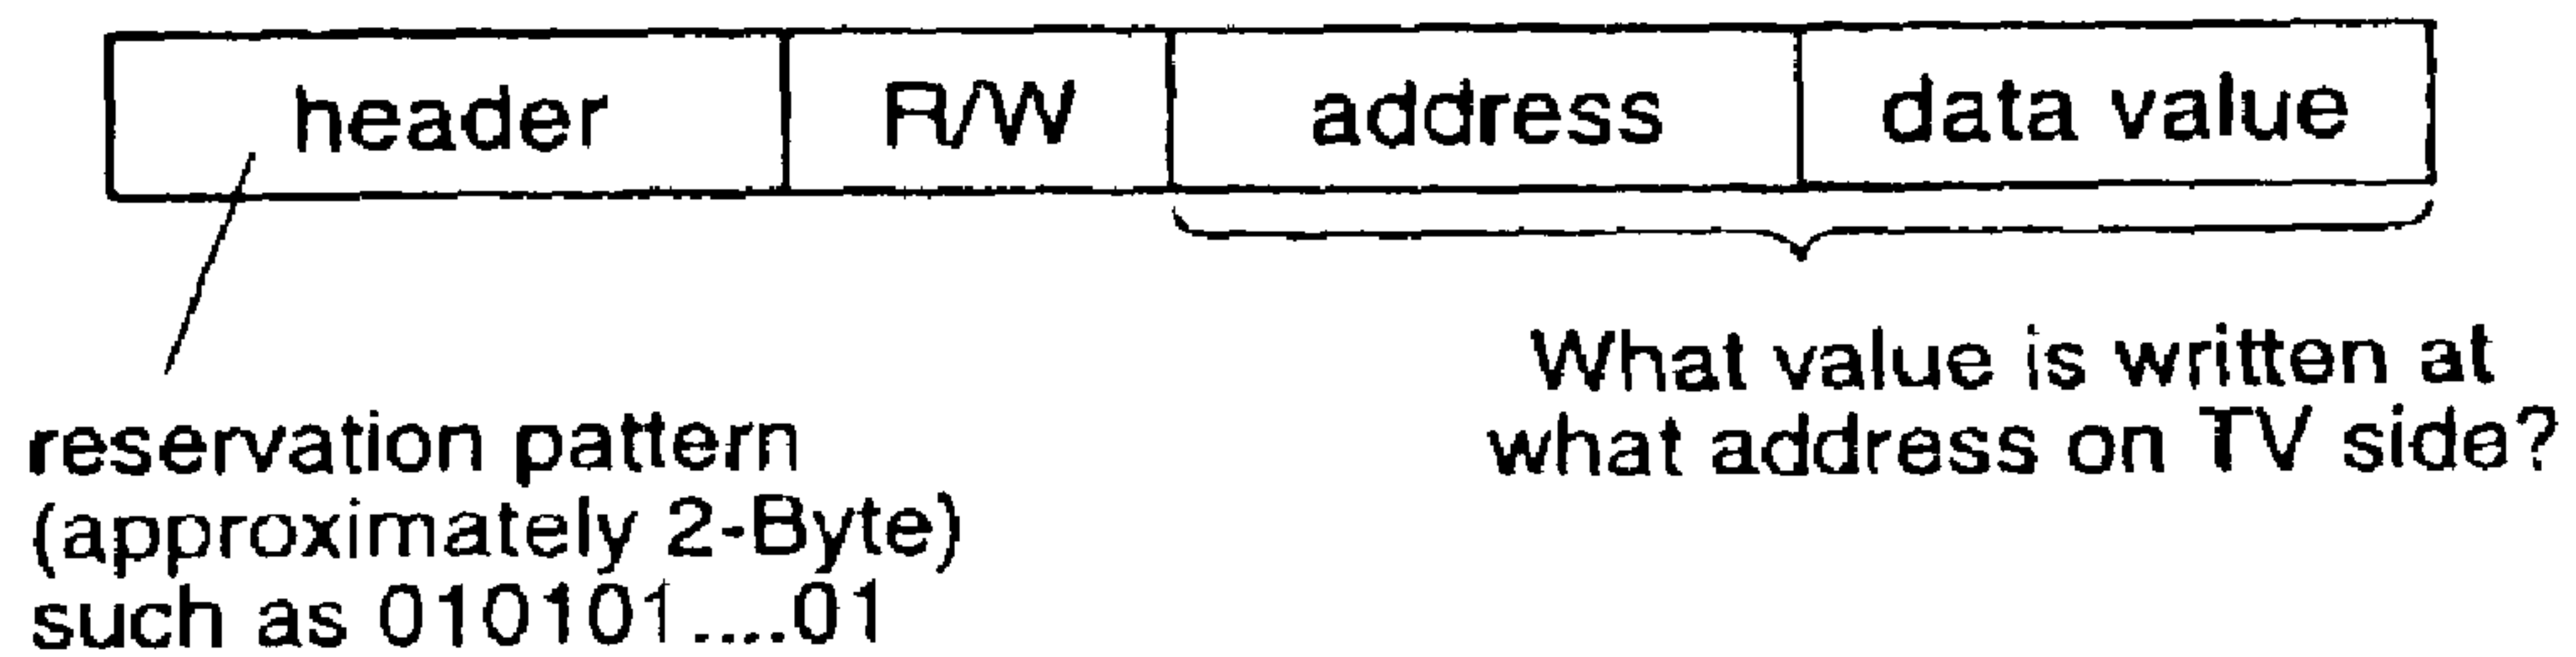 header R/W address data value
reservation pattern
(approximately 2-Byte)
such as 010101....01
What value is written at
what address on TV side?